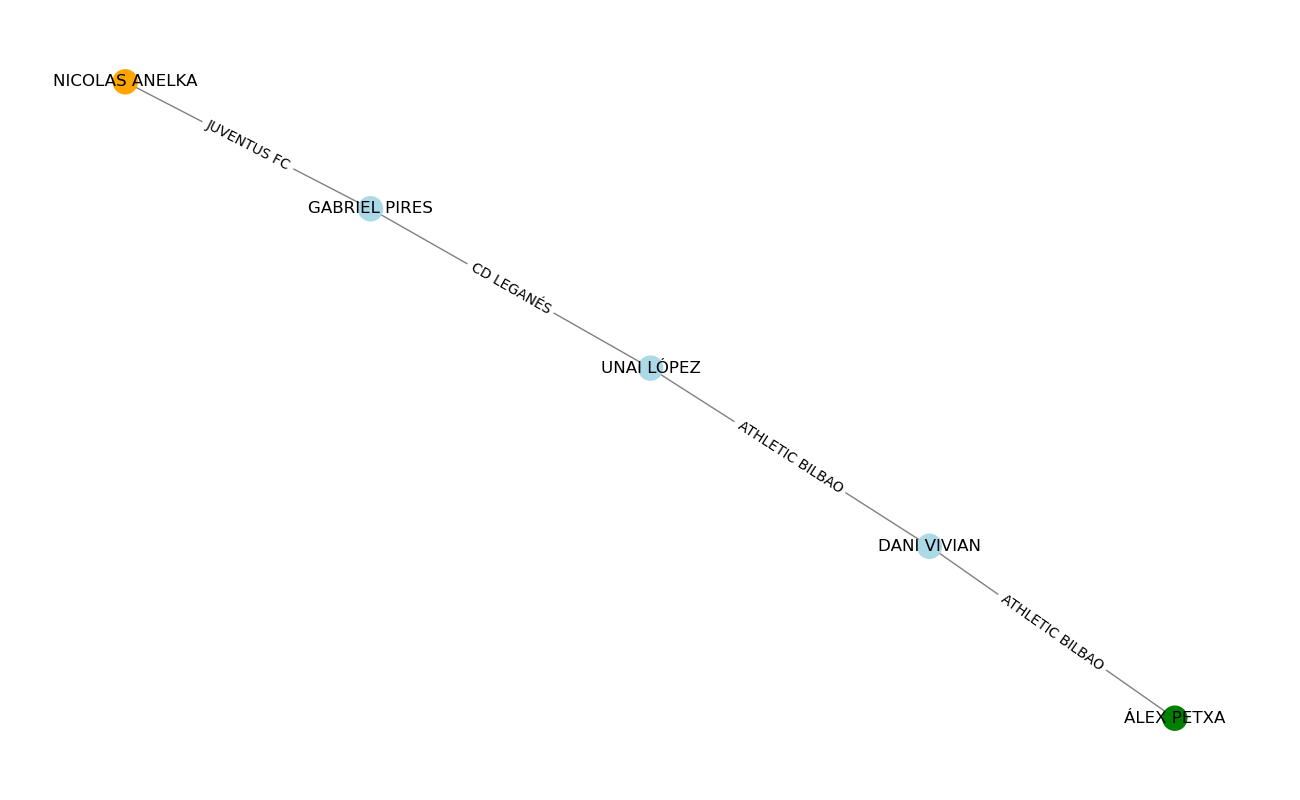 NICOLAS ANELKA
JUVENTUS FC
GABRIEL PIRES
CD LEGANÉS
UNAI LÓPEZ
ATHLETIC BILBAO
DANI VIVIAN
ATHLETIC BILBAO
ÁLEX PETXA